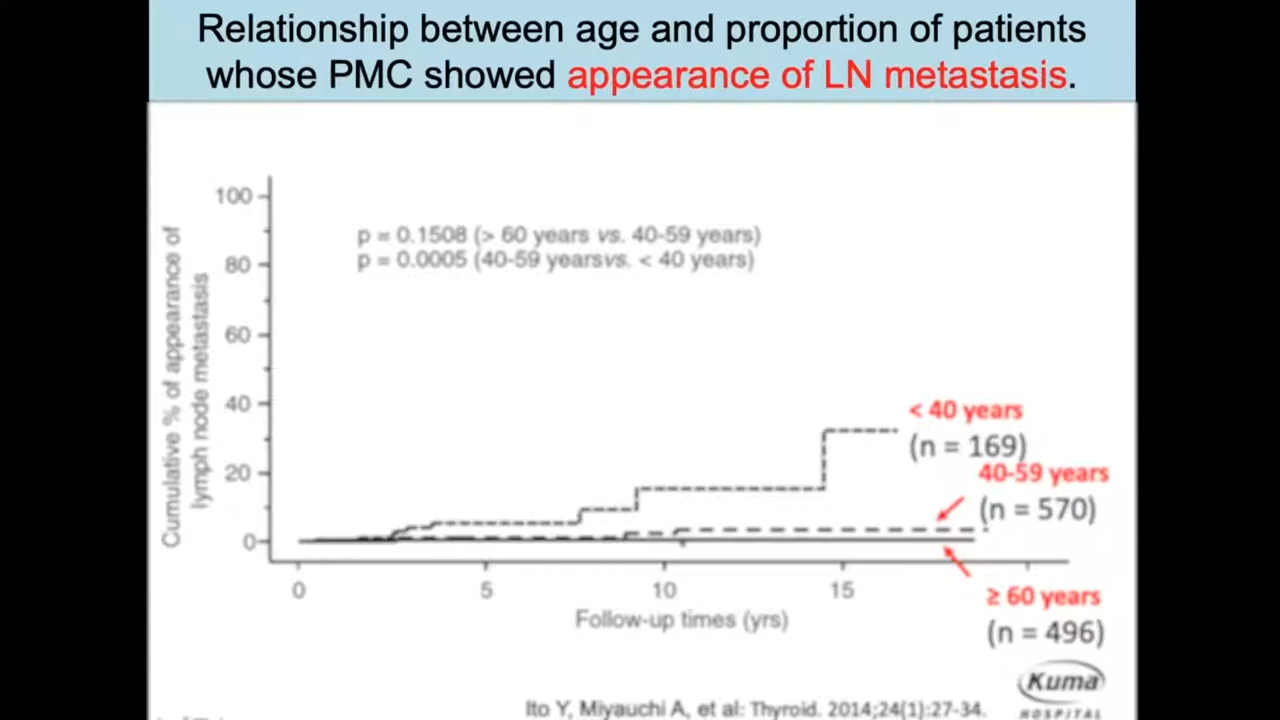 Relationship between age and proportion of patients
whose PMC showed appearance of LN metastasis.
Cumulative % of appearance of
lymph node metastasis
100
80
60
40
20
0
p = 0.1508 (> 60 years vs. 40-59 years)
p = 0.0005 (40-59 yearsvs. < 40 years)
< 40 years
(n = 169)
40-59 years
(n = 570)
≥ 60 years
(n = 496)
0
5
10
15
Follow-up times (yrs)
Kuma
HOSPITAL
Ito Y, Miyauchi A, et al: Thyroid. 2014;24(1):27-34.